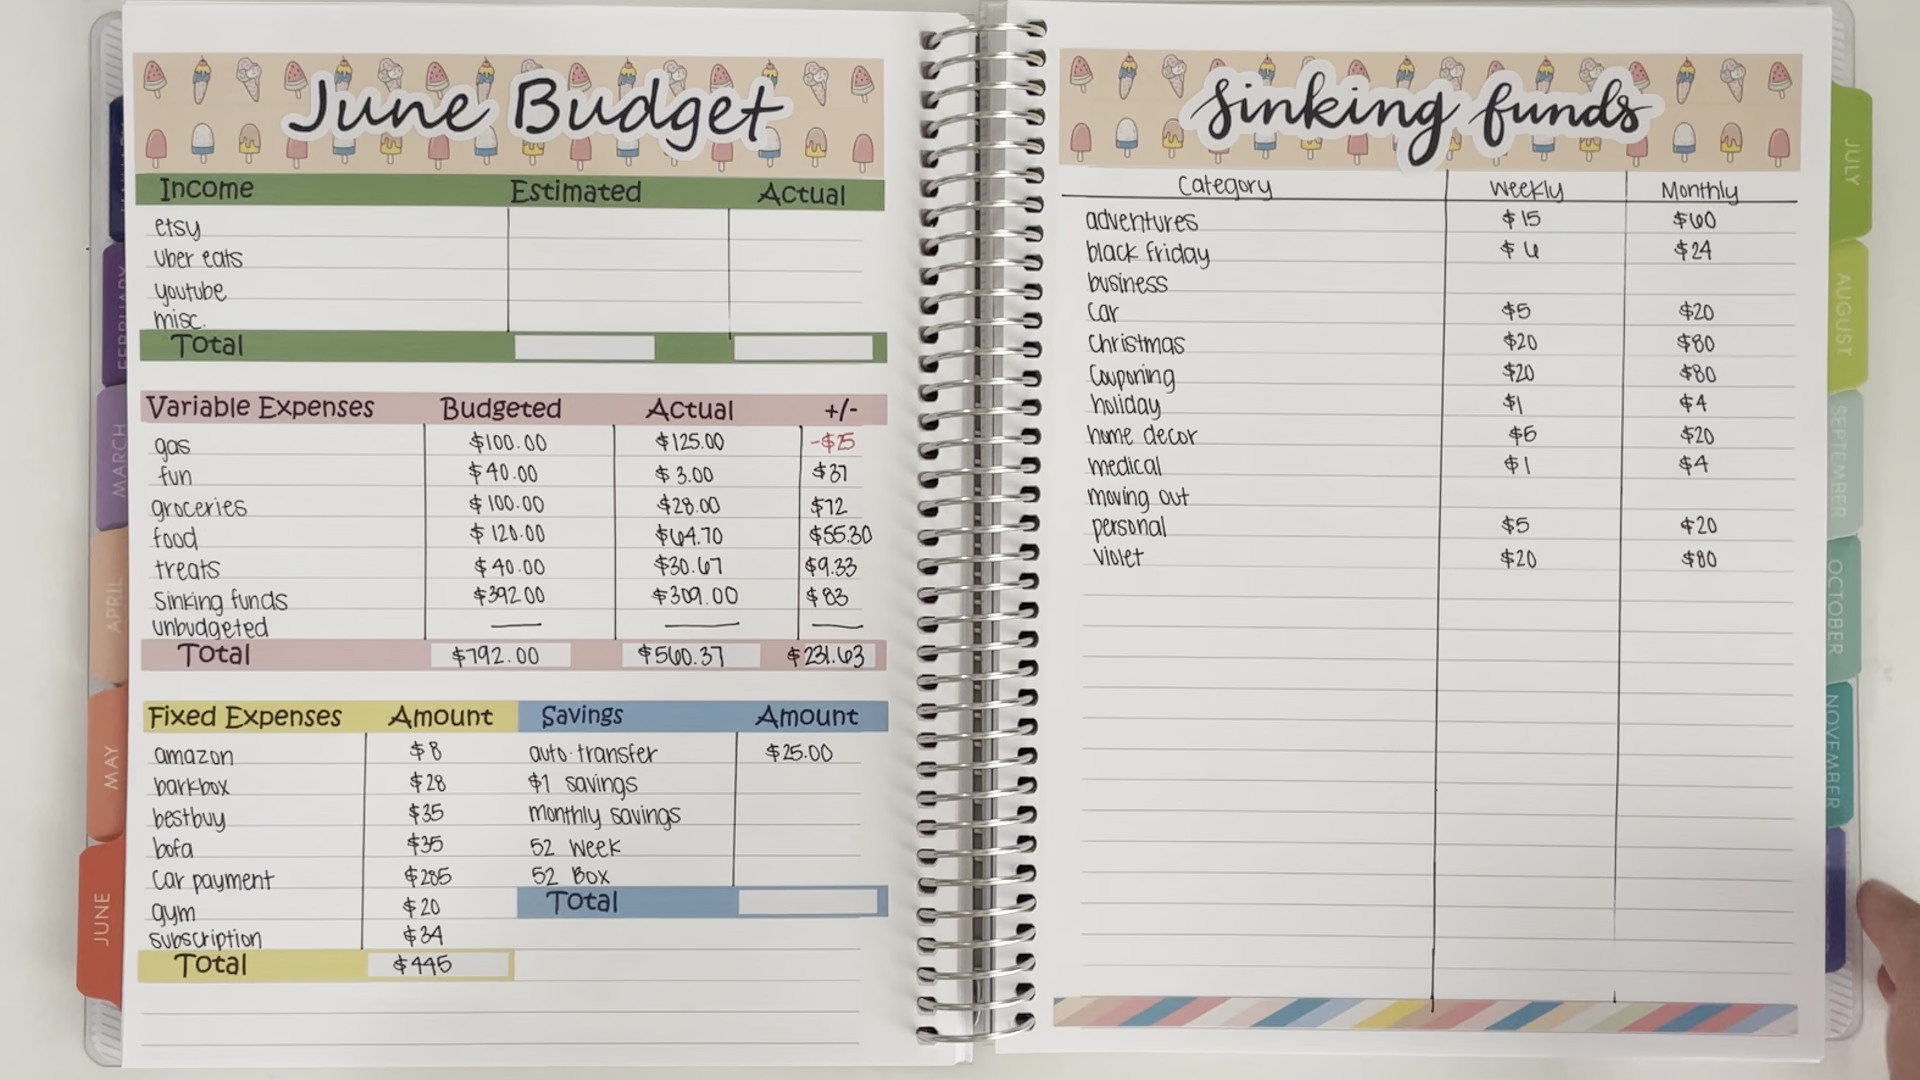 June Budget
Income Estimated Actual
etsy
uber eats
youtube
misc.
Total
Variable Expenses Budgeted Actual +/-
gas $100.00 $125.00 -$25
fun $40.00 $3.00 $37
groceries $100.00 $28.00 $72
food $120.00 $64.70 $55.30
treats $40.00 $30.67 $9.33
Sinking funds $392.00 $309.00 $83
unbudgeted
Total $792.00 $560.37 $231.63
Fixed Expenses Amount Savings Amount
amazon $8 auto transfer $25.00
barkbox $28 $1 savings
bestbuy $35 monthly savings
bofa $35 52 week
car payment $285 52 Box
gym $20 Total
subscription $34
Total $445
Sinking funds
Category Weekly Monthly
adventures $15 $60
black friday $6 $24
business
car $5 $20
Christmas $20 $80
Couponing $20 $80
holiday $1 $4
home decor $5 $20
medical $1 $4
moving out
personal $5 $20
violet $20 $80
FEBRUARY
MARCH
APRIL
MAY
JUNE
JULY
AUGUST
SEPTEMBER
OCTOBER
NOVEMBER